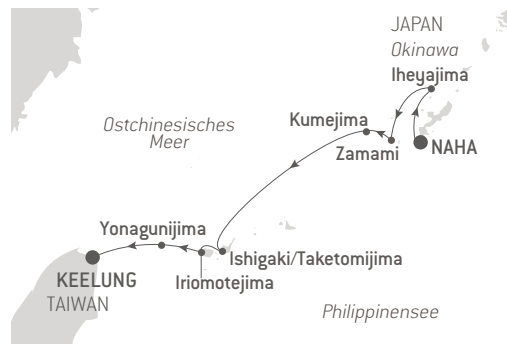 JAPAN
Okinawa
Iheyajima
Kumejima
Ostchinesisches
Meer
Zamami
NAHA
Yonagunijima
Ishigaki/Taketomijima
KEELUNG
Iriomotejima
TAIWAN
Philippinensee